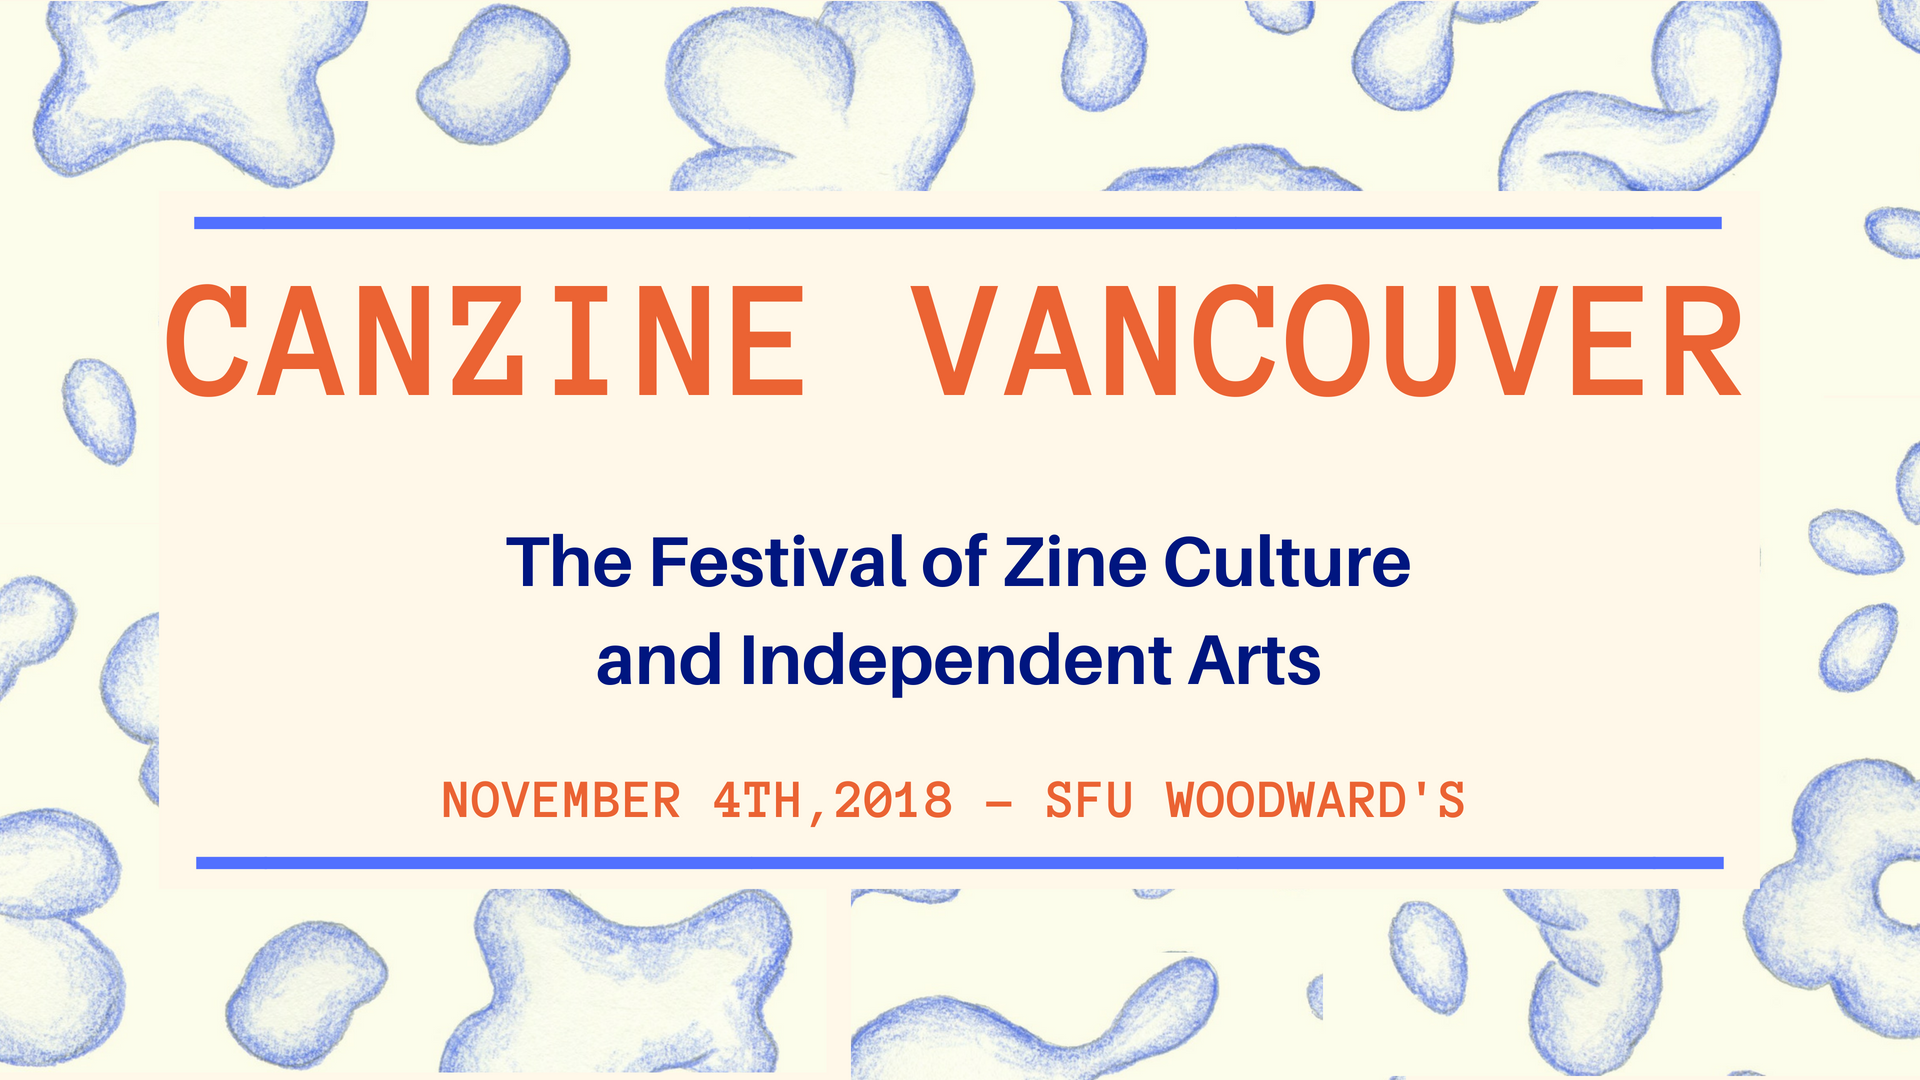 CANZINE VANCOUVER
The Festival of Zine Culture
and Independent Arts
NOVEMBER 4TH,2018 – SFU WOODWARD'S